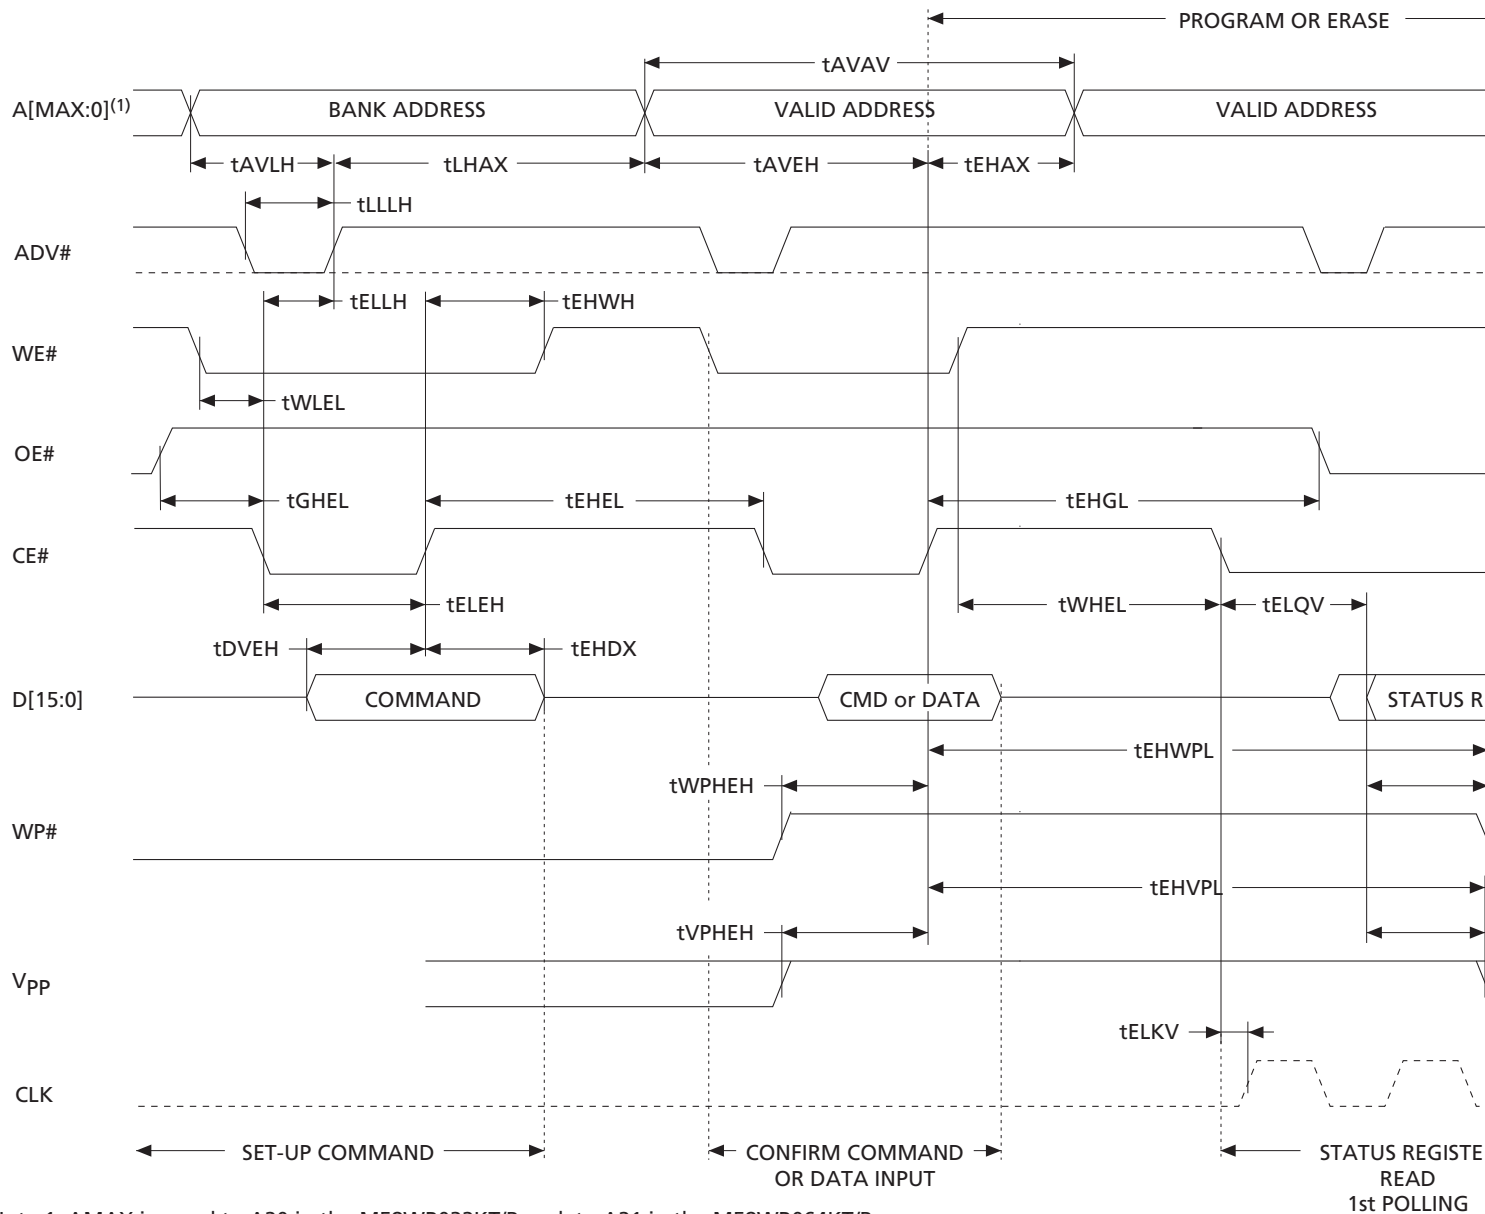 PROGRAM OR ERASE
tAVAV
A[MAX:0](1)
BANK ADDRESS
VALID ADDRESS
VALID ADDRESS
tAVLH
tLHAX
tAVEH
tEHAX
tLLLH
ADV#
tELLH
tEHWH
WE#
tWLEL
OE#
tGHEL
tEHEL
tEHGL
CE#
tELEH
tWHEL
tELQV
tDVEH
tEHDX
D[15:0]
COMMAND
CMD or DATA
STATUS R
tEHWPL
tWPHEH
WP#
tEHVPL
tVPHEH
VPP
tELKV
CLK
SET-UP COMMAND
CONFIRM COMMAND
OR DATA INPUT
STATUS REGISTE
READ
1st POLLING